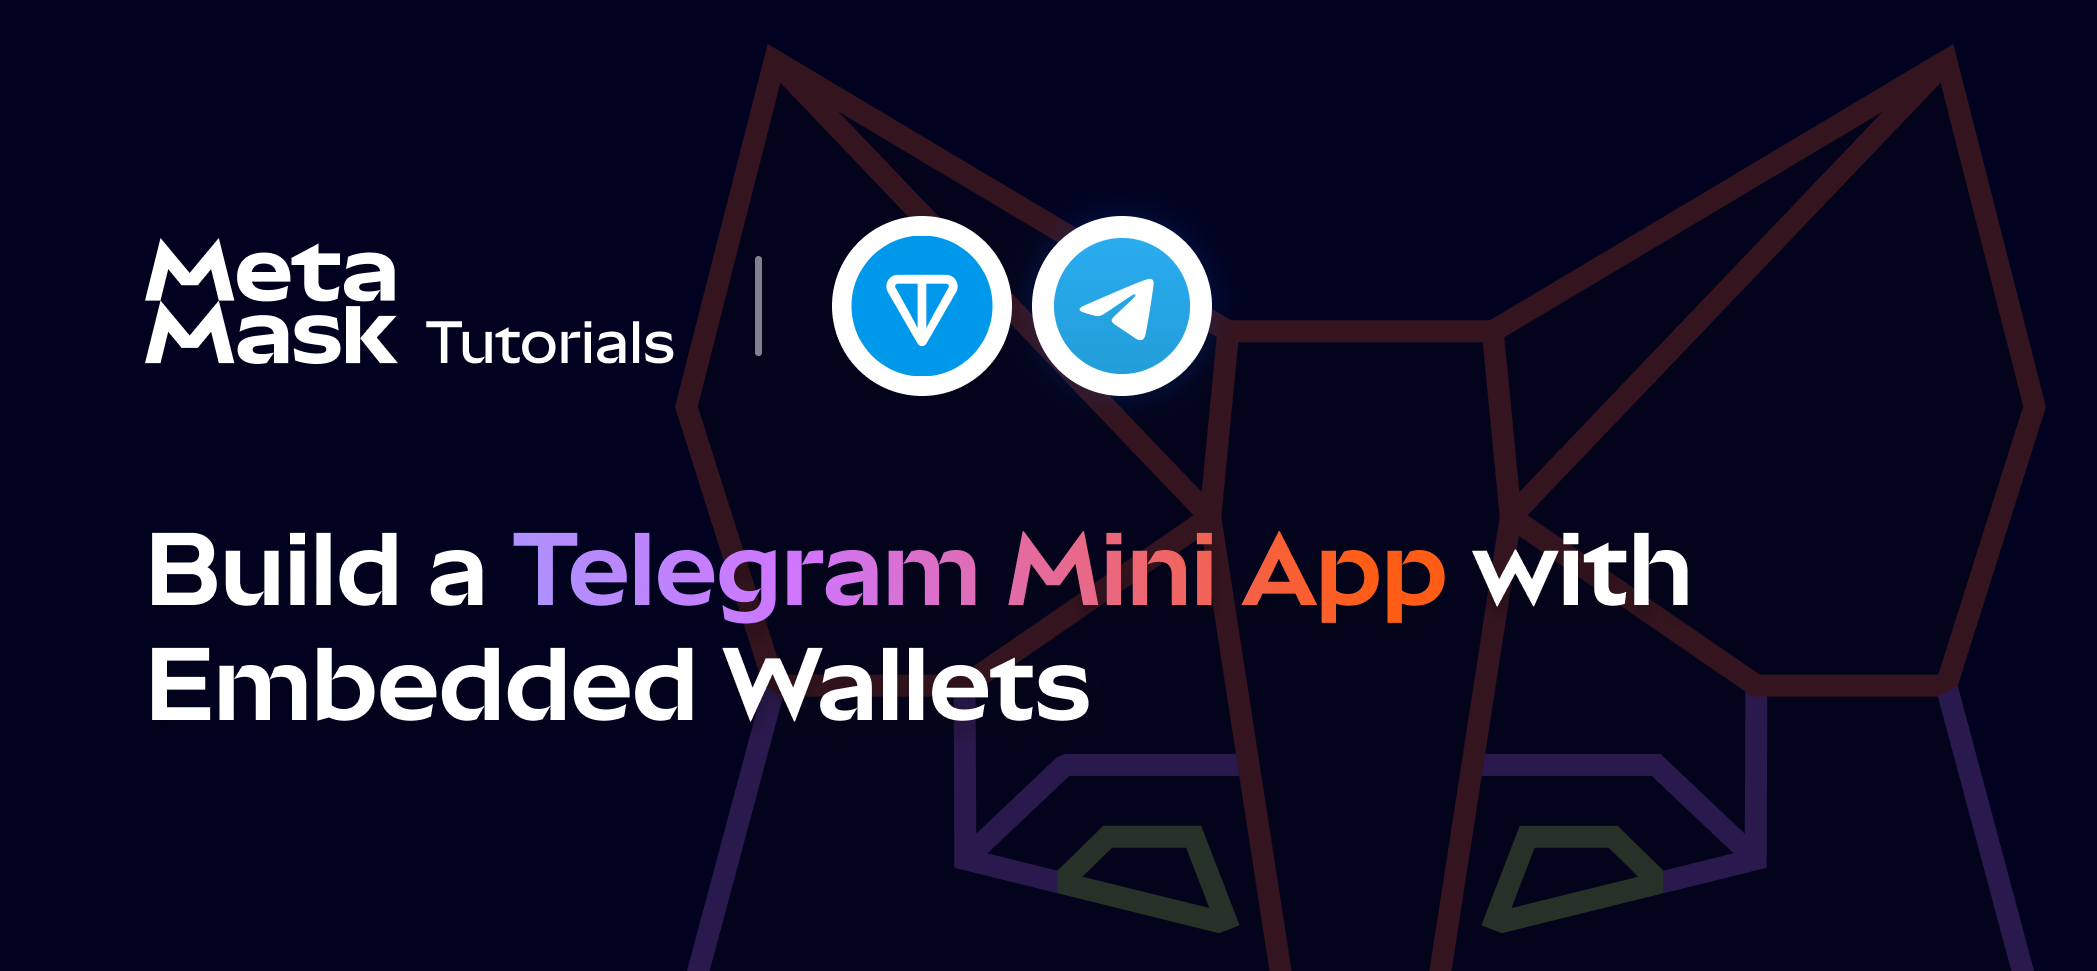 Meta
Mask Tutorials
Build a Telegram Mini App with
Embedded Wallets